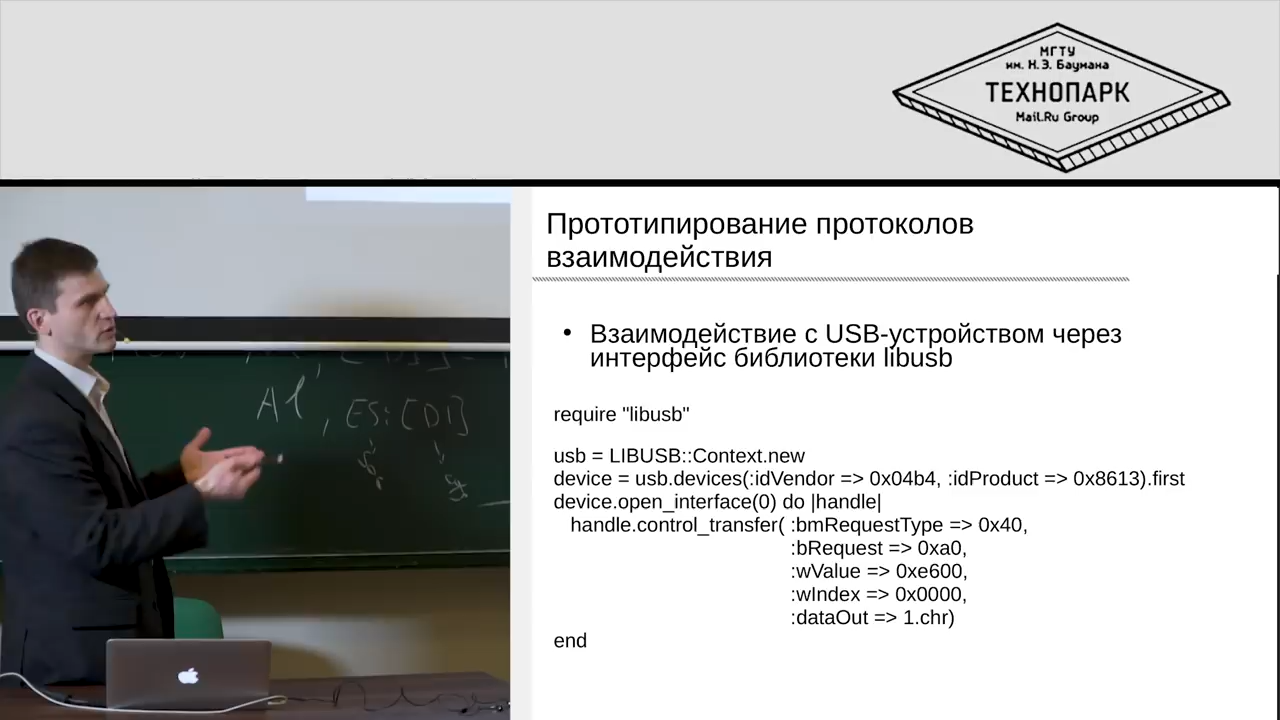 МГТУ
им. Н.Э. Баумана
ТЕХНОПАРК
Mail.Ru Group
Прототипирование протоколов
взаимодействия
• Взаимодействие с USB-устройством через
интерфейс библиотеки libusb
require "libusb"
usb = LIBUSB::Context.new
device = usb.devices(:idVendor => 0x04b4, :idProduct => 0x8613).first
device.open_interface(0) do |handle|
handle.control_transfer( :bmRequestType => 0x40,
:bRequest => 0xa0,
:wValue => 0xe600,
:wIndex => 0x0000,
:dataOut => 1.chr)
end
Al, ES:[DI]